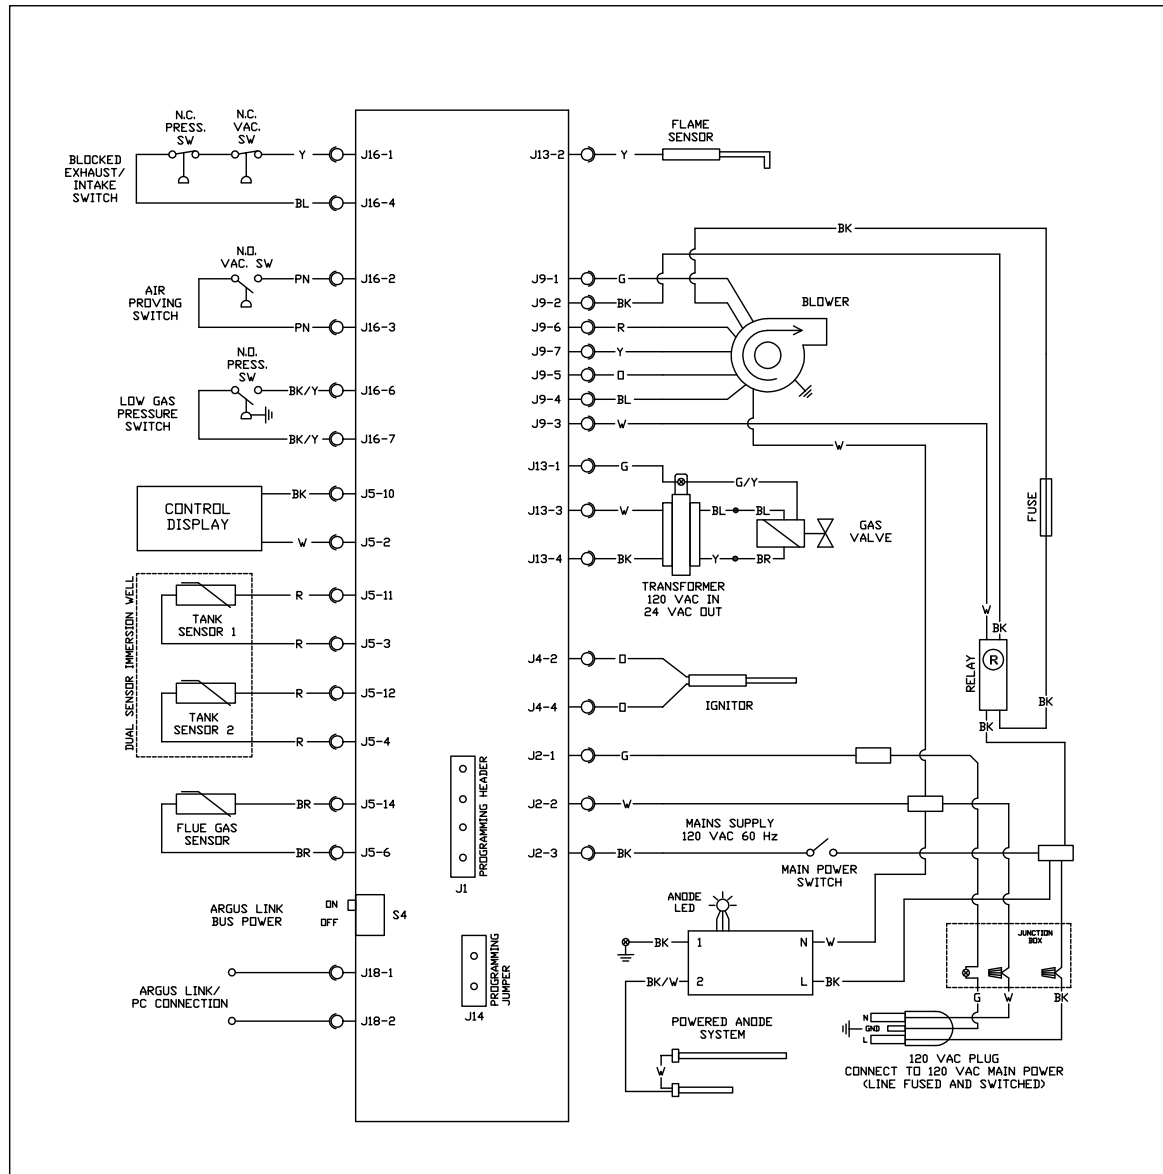 N.C.
PRESS.
SW
N.C.
VAC.
SW
BLOCKED
EXHAUST/
INTAKE
SWITCH
Y
J16-1
BL
J16-4
N.O.
VAC. SW
AIR
PROVING
SWITCH
PN
J16-2
PN
J16-3
N.O.
PRESS.
SW
LOW GAS
PRESSURE
SWITCH
BK/Y
J16-6
BK/Y
J16-7
CONTROL
DISPLAY
BK
J5-10
W
J5-2
DUAL SENSOR IMMERSION WELL
TANK
SENSOR 1
R
J5-11
R
J5-3
TANK
SENSOR 2
R
J5-12
R
J5-4
FLUE GAS
SENSOR
BR
J5-14
BR
J5-6
ARGUS LINK
BUS POWER
ON
OFF
S4
ARGUS LINK/
PC CONNECTION
J18-1
J18-2
PROGRAMMING HEADER
J1
PROGRAMMING
JUMPER
J14
J13-2
Y
FLAME
SENSOR
BK
J9-1
G
J9-2
BK
J9-6
R
J9-7
Y
J9-5
O
J9-4
BL
J9-3
W
BLOWER
W
J13-1
G
G/Y
J13-3
W
BL
BL
J13-4
BK
Y
BR
GAS
VALVE
TRANSFORMER
120 VAC IN
24 VAC OUT
FUSE
W
BK
RELAY
R
BK
BK
J4-2
O
J4-4
O
IGNITOR
J2-1
G
J2-2
W
J2-3
BK
MAINS SUPPLY
120 VAC 60 Hz
MAIN POWER
SWITCH
ANODE
LED
BK
1
N
W
BK/W
2
L
BK
POWERED ANODE
SYSTEM
W
JUNCTION
BOX
G
W
BK
N
GND
L
120 VAC PLUG
CONNECT TO 120 VAC MAIN POWER
(LINE FUSED AND SWITCHED)